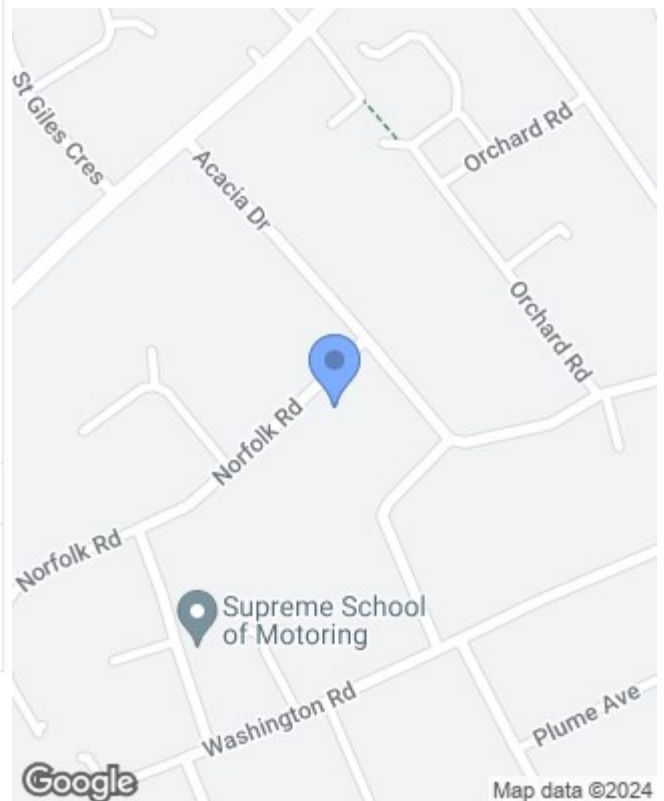 St Giles Cres
Acacia Dr
Orchard Rd
Orchard Rd
Norfolk Rd
Norfolk Rd
Supreme School
of Motoring
Washington Rd
Plume Ave
Google
Map data ©2024